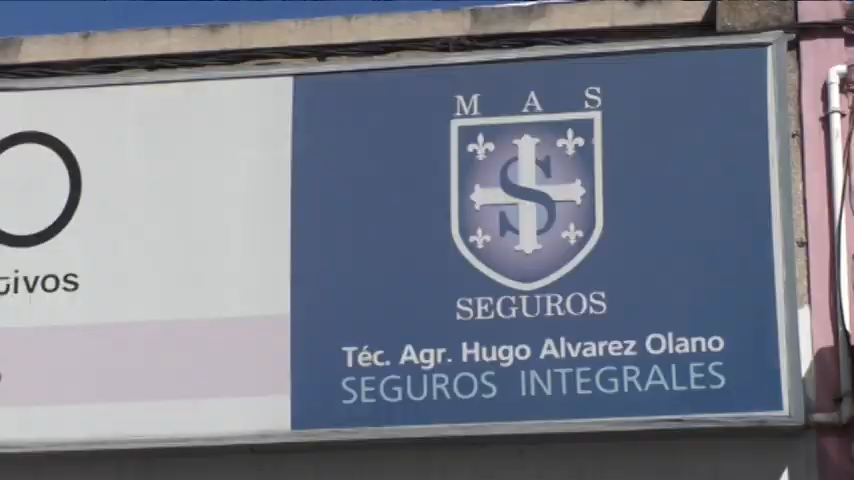 O
tivos
M A S
S
SEGUROS
Téc. Agr. Hugo Alvarez Olano
SEGUROS INTEGRALES